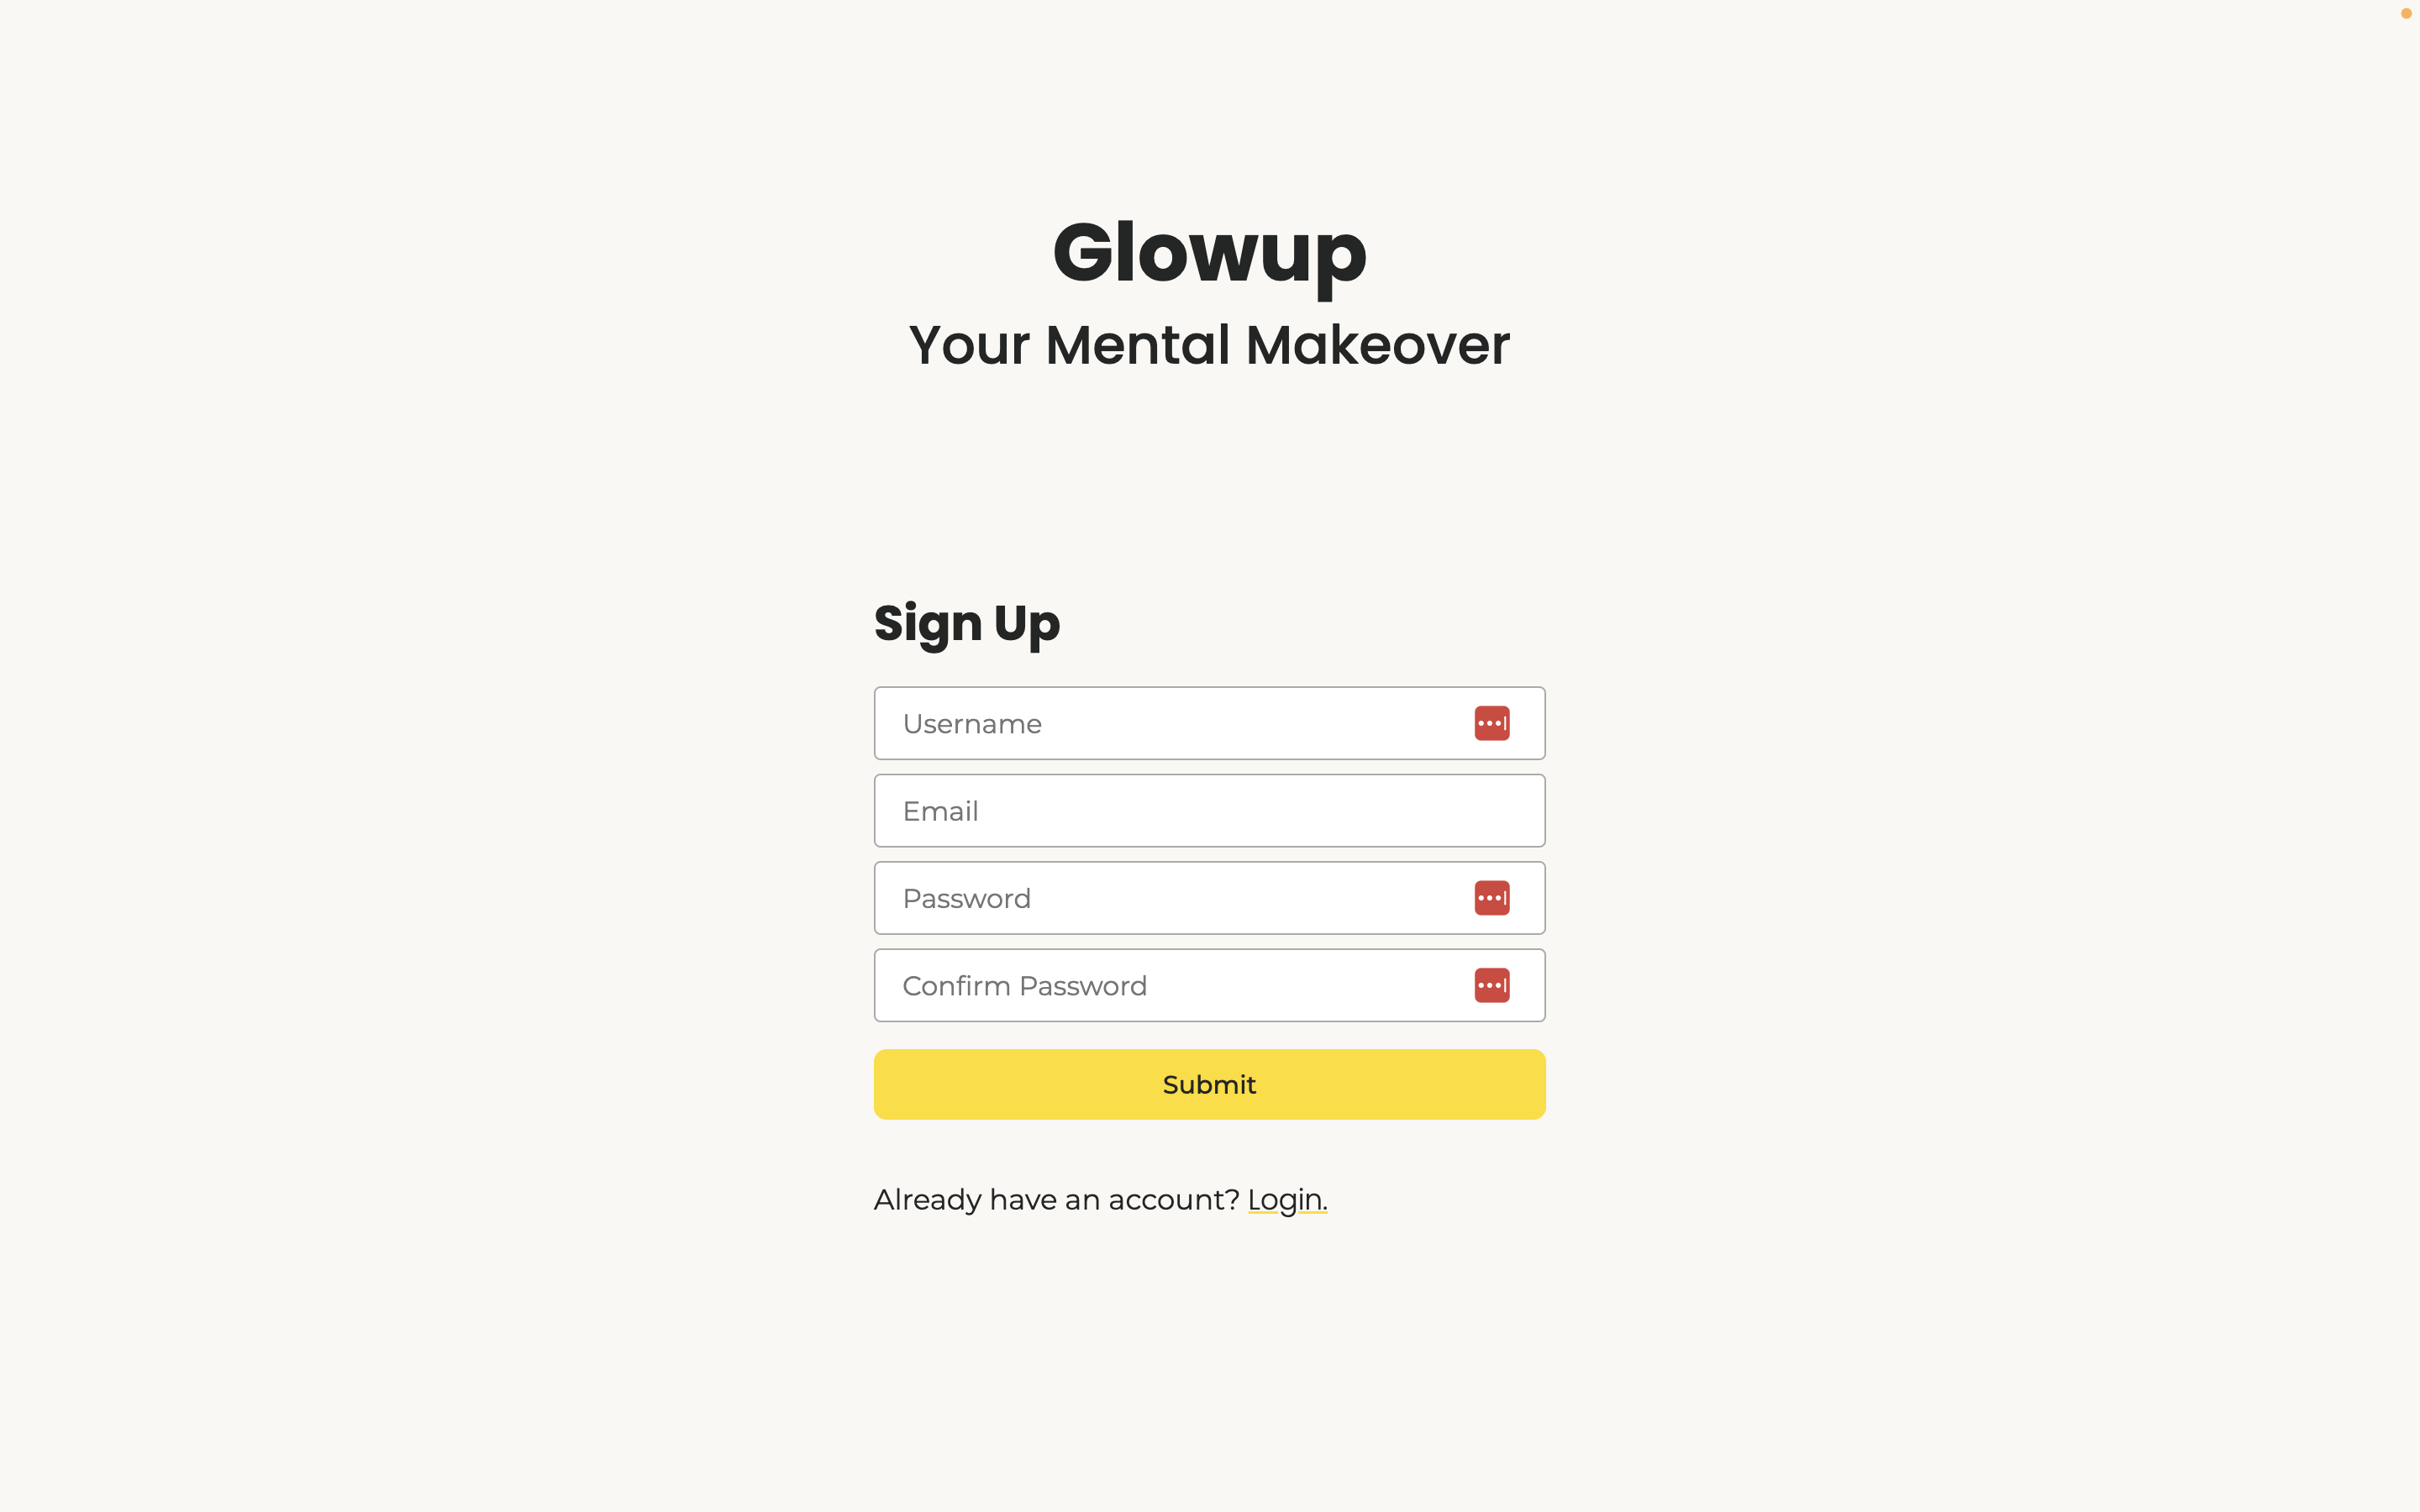 Glowup
Your Mental Makeover
Sign Up
Username
Email
Password
Confirm Password
Submit
Already have an account? Login.